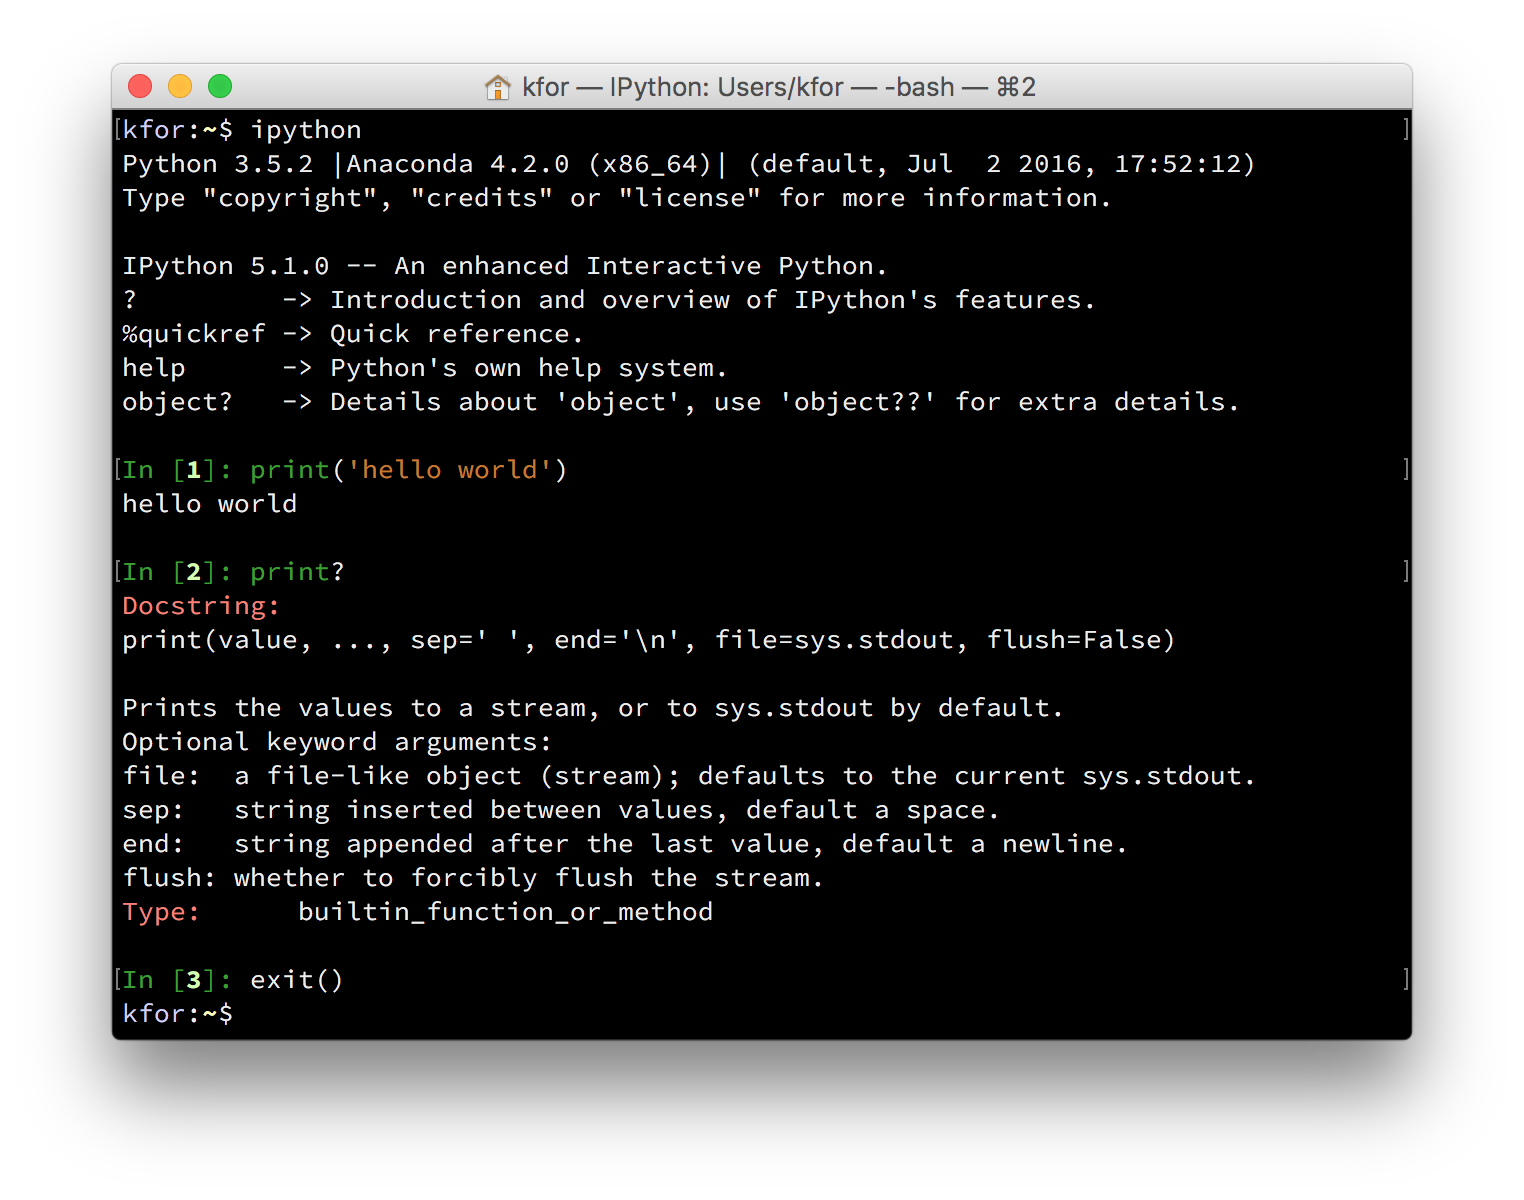 kfor — IPython: Users/kfor — -bash — ⌘2
[kfor:~$ ipython ]
Python 3.5.2 |Anaconda 4.2.0 (x86_64)| (default, Jul  2 2016, 17:52:12)
Type "copyright", "credits" or "license" for more information.

IPython 5.1.0 -- An enhanced Interactive Python.
?         -> Introduction and overview of IPython's features.
%quickref -> Quick reference.
help      -> Python's own help system.
object?   -> Details about 'object', use 'object??' for extra details.

[In [1]: print('hello world') ]
hello world

[In [2]: print? ]
Docstring:
print(value, ..., sep=' ', end='\n', file=sys.stdout, flush=False)

Prints the values to a stream, or to sys.stdout by default.
Optional keyword arguments:
file:  a file-like object (stream); defaults to the current sys.stdout.
sep:   string inserted between values, default a space.
end:   string appended after the last value, default a newline.
flush: whether to forcibly flush the stream.
Type:      builtin_function_or_method

[In [3]: exit() ]
kfor:~$